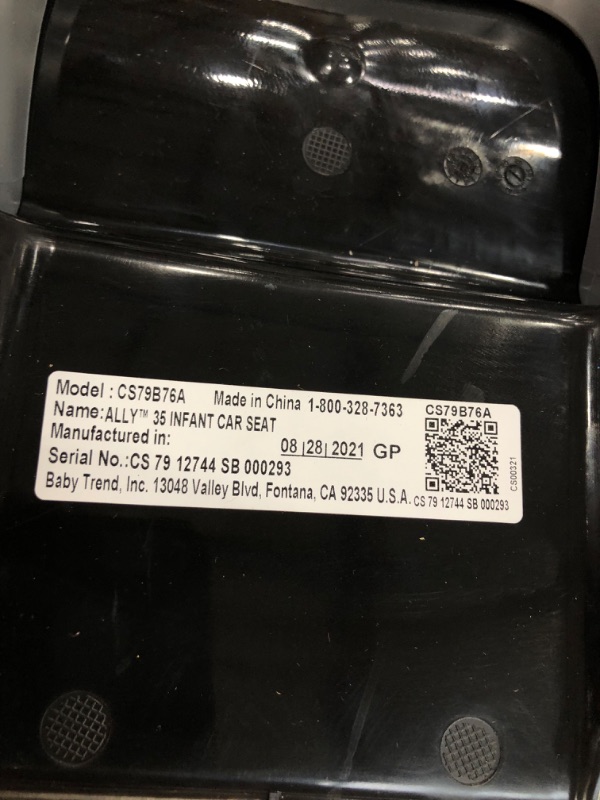 Model : CS79B76A Made in China 1-800-328-7363 CS79B76A
Name:ALLY™ 35 INFANT CAR SEAT
Manufactured in: 08 |28| 2021 GP
Serial No.:CS 79 12744 SB 000293
Baby Trend, Inc. 13048 Valley Blvd, Fontana, CA 92335 U.S.A. CS 79 12744 SB 000293
CS00321